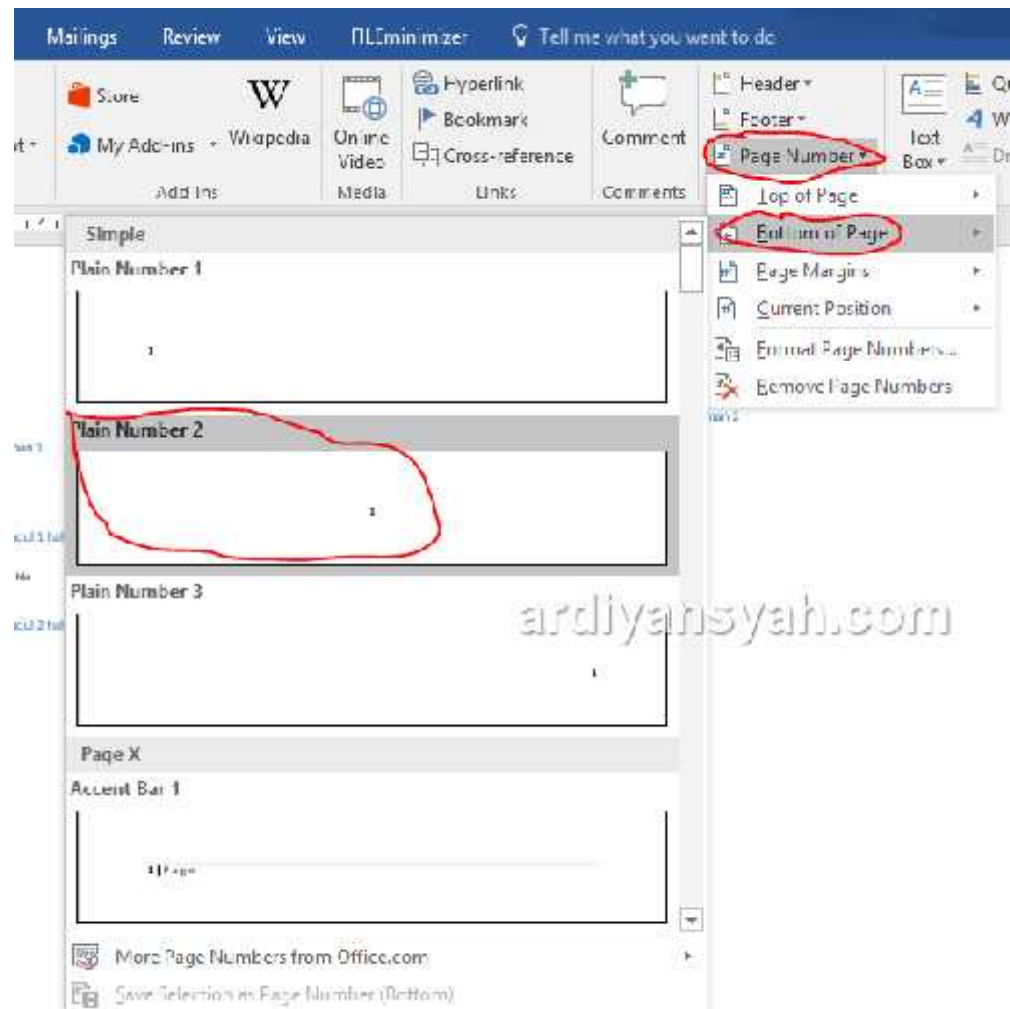 Mailings Review View Tell me what you want to do
Store
My Add-ins
Wikipedia
Online
Video
Hyperlink
Bookmark
Cross-reference
Comment
Header
Footer
Page Number
Text
Box
Add-ins Media Links Comments
Top of Page
Bottom of Page
Page Margins
Current Position
Format Page Numbers...
Remove Page Numbers
Simple
Plain Number 1
1
Plain Number 2
1
Plain Number 3
1
Page X
Accent Bar 1
1 | Page
More Page Numbers from Office.com
Save Selection as Page Number (Bottom)
ardiyansyah.com